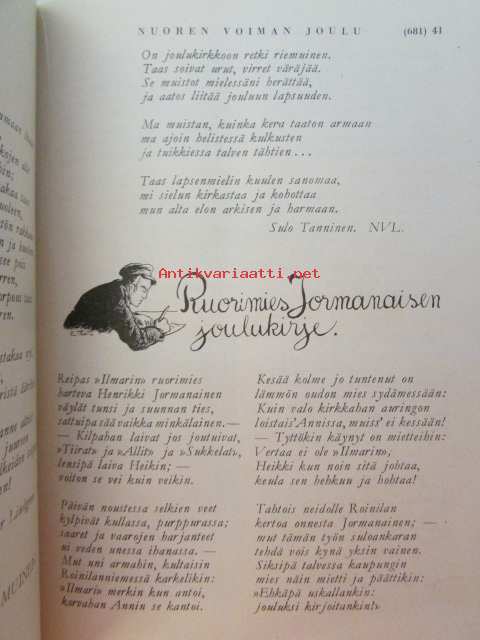 NUOREN VOIMAN JOULU (681) 41
On joulukirkkoon retki riemuinen.
Taas soivat urut, virret väräjää.
Se muistot mielessäni herättää,
ja aatos liitää jouluun lapsuuden.
Ma muistan, kuinka kera taaton armaan
ma ajoin helistessä kulkusten
ja tuikkiessa talven tähtien...
Taas lapsenmielin kuulen sanomaa,
mi sielun kirkastaa ja kohottaa
mun alta elon arkisen ja harmaan.
Sulo Tanninen. NVL.
Antikvariaatti.net
Ruorimies Jormanaisen
joulukirje.
Reipas »Ilmarin» ruorimies
harteva Henrikki Jormanainen
väylät tunsi ja suunnan ties,
sattuipa sää vaikka minkälainen. —
— Kilpahan laivat jos joutuivat,
»Tiirat» ja »Allit» ja »Sukkelat»,
lensipä laiva Heikin; —
voiton se vei kuin veikin.
Päivän noustessa selkien veet
kylpivät kullassa, purppurassa;
saaret ja vaarojen harjanteet
ui veden unessa ihanassa. —
Mut uni armahin, kultaisin
Roinilanniemessä karkelikin:
»Ilmari» merkin kun antoi,
korvahan Annin se kantoi.
Kesää kolme jo tuntenut on
lämmön oudon mies sydämessään:
Kuin valo kirkkahan auringon
loistais' Annissa, muiss' ei kessään!
— Tyttökin käynyt on mietteihin:
Vertaa ei ole »Ilmarin»,
Heikki kun noin sitä johtaa,
keula sen hehkun ja hohtaa!
Tahtois neidolle Roinilan
kertoa onnesta Jormanainen; —
mut tämän työn suloankaran
tehdä vois kynä yksin vainen.
Siksipä talvessa kaupungin
mies näin mietti ja päättikin:
»Ehkäpä uskallankin:
jouluksi kirjoitankin!»